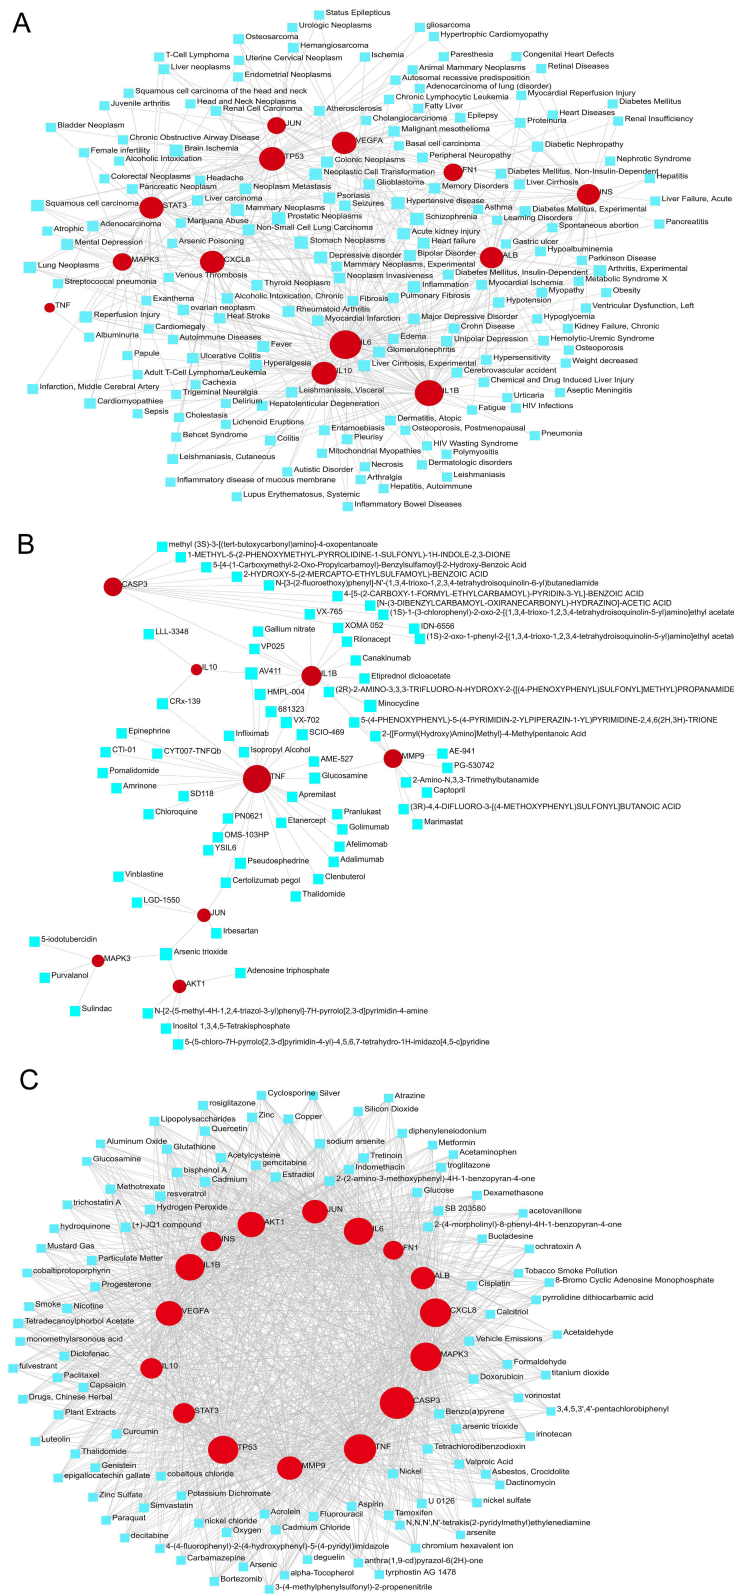 A
Status Epilepticus
Urologic Neoplasms
gliosarcoma
Osteosarcoma
Hypertrophic Cardiomyopathy
Hemangiosarcoma
T-Cell Lymphoma
Uterine Cervical Neoplasm
Ischemia
Paresthesia
Congenital Heart Defects
Liver neoplasms
Animal Mammary Neoplasms
Retinal Diseases
Endometrial Neoplasms
Autosomal recessive predisposition
Squamous cell carcinoma of the head and neck
Adenocarcinoma of lung (disorder)
Myocardial Reperfusion Injury
Juvenile arthritis
Head and Neck Neoplasms
Chronic Lymphocytic Leukemia
Diabetes Mellitus
Renal Cell Carcinoma
Atherosclerosis
Fatty Liver
Heart Diseases
Cholangiocarcinoma
Epilepsy
Proteinuria
Renal Insufficiency
Bladder Neoplasm
JUN
Malignant mesothelioma
Chronic Obstructive Airway Disease
VEGFA
Basal cell carcinoma
Diabetic Nephropathy
Female infertility
Brain Ischemia
TP53
Colonic Neoplasms
Peripheral Neuropathy
Nephrotic Syndrome
Alcoholic Intoxication
FN1
Colorectal Neoplasms
Headache
Neoplastic Cell Transformation
Diabetes Mellitus, Non-Insulin-Dependent
Hepatitis
Pancreatic Neoplasm
Neoplasm Metastasis
Glioblastoma
Memory Disorders
Liver Cirrhosis
Squamous cell carcinoma
Liver carcinoma
Psoriasis
INS
Liver Failure, Acute
STAT3
Mammary Neoplasms
Seizures
Hypertensive disease
Asthma
Diabetes Mellitus, Experimental
Atrophic
Adenocarcinoma
Marijuana Abuse
Prostatic Neoplasms
Schizophrenia
Learning Disorders
Spontaneous abortion
Pancreatitis
Non-Small Cell Lung Carcinoma
Acute kidney injury
Mental Depression
Arsenic Poisoning
Stomach Neoplasms
Heart failure
Gastric ulcer
Hypoalbuminemia
MAPK3
CXCL8
Depressive disorder
Bipolar Disorder
ALB
Parkinson Disease
Lung Neoplasms
Venous Thrombosis
Mammary Neoplasms, Experimental
Arthritis, Experimental
Streptococcal pneumonia
Thyroid Neoplasm
Neoplasm Invasiveness
Diabetes Mellitus, Insulin-Dependent
Metabolic Syndrome X
Inflammation
Myocardial Ischemia
Myopathy
Obesity
Exanthema
Alcoholic Intoxication, Chronic
Fibrosis
Pulmonary Fibrosis
Hypotension
Ventricular Dysfunction, Left
TNF
ovarian neoplasm
Rheumatoid Arthritis
Reperfusion Injury
Heat Stroke
Myocardial Infarction
Major Depressive Disorder
Hypoglycemia
Cardiomegaly
Crohn Disease
Kidney Failure, Chronic
Albuminuria
Autoimmune Diseases
Edema
Unipolar Depression
Hemolytic-Uremic Syndrome
Fever
IL6
Glomerulonephritis
Osteoporosis
Papule
Ulcerative Colitis
Hyperalgesia
Liver Cirrhosis, Experimental
Hypersensitivity
Weight decreased
Adult T-Cell Lymphoma/Leukemia
IL10
Cerebrovascular accident
Infarction, Middle Cerebral Artery
Cachexia
IL1B
Chemical and Drug Induced Liver Injury
Trigeminal Neuralgia
Leishmaniasis, Visceral
Urticaria
Aseptic Meningitis
Cardiomyopathies
Delirium
Hepatolenticular Degeneration
Fatigue
HIV Infections
Sepsis
Cholestasis
Lichenoid Eruptions
Dermatitis, Atopic
Behcet Syndrome
Entamoebiasis
Osteoporosis, Postmenopausal
Pneumonia
Colitis
Pleurisy
HIV Wasting Syndrome
Leishmaniasis, Cutaneous
Mitochondrial Myopathies
Polymyositis
Autistic Disorder
Necrosis
Dermatologic disorders
Inflammatory disease of mucous membrane
Arthralgia
Leishmaniasis
Hepatitis, Autoimmune
Lupus Erythematosus, Systemic
Inflammatory Bowel Diseases
B
methyl (3S)-3-[(tert-butoxycarbonyl)amino]-4-oxopentanoate
1-METHYL-5-(2-PHENOXYMETHYL-PYRROLIDINE-1-SULFONYL)-1H-INDOLE-2,3-DIONE
5-[4-(1-Carboxymethyl-2-Oxo-Propylcarbamoyl)-Benzylsulfamoyl]-2-Hydroxy-Benzoic Acid
2-HYDROXY-5-(2-MERCAPTO-ETHYLSULFAMOYL)-BENZOIC ACID
CASP3
N-[3-(2-fluoroethoxy)phenyl]-N'-(1,3,4-trioxo-1,2,3,4-tetrahydroisoquinolin-6-yl)butanediamide
4-[5-(2-CARBOXY-1-FORMYL-ETHYLCARBAMOYL)-PYRIDIN-3-YL]-BENZOIC ACID
[N-(3-DIBENZYLCARBAMOYL-OXIRANECARBONYL)-HYDRAZINO]-ACETIC ACID
VX-765
(1S)-1-(3-chlorophenyl)-2-oxo-2-[(1,3,4-trioxo-1,2,3,4-tetrahydroisoquinolin-5-yl)amino]ethyl acetate
LLL-3348
Gallium nitrate
XOMA 052
IDN-6556
VP025
Rilonacept
(1S)-2-oxo-1-phenyl-2-[(1,3,4-trioxo-1,2,3,4-tetrahydroisoquinolin-5-yl)amino]ethyl acetate
Canakinumab
IL10
AV411
IL1B
Etiprednol dicloacetate
HMPL-004
(2R)-2-AMINO-3,3,3-TRIFLUORO-N-HYDROXY-2-{[(4-PHENOXYPHENYL)SULFONYL]METHYL}PROPANAMIDE
CRx-139
681323
Minocycline
VX-702
5-(4-PHENOXYPHENYL)-5-(4-PYRIMIDIN-2-YLPIPERAZIN-1-YL)PYRIMIDINE-2,4,6(2H,3H)-TRIONE
Epinephrine
Infliximab
SCIO-469
2-{[Formyl(Hydroxy)Amino]Methyl}-4-Methylpentanoic Acid
CTI-01
CYT007-TNFQb
Isopropyl Alcohol
AE-941
AME-527
MMP9
PG-530742
Pomalidomide
TNF
Glucosamine
2-Amino-N,3,3-Trimethylbutanamide
Amrinone
SD118
Apremilast
Captopril
Chloroquine
PN0621
Etanercept
Pranlukast
(3R)-4,4-DIFLUORO-3-[(4-METHOXYPHENYL)SULFONYL]BUTANOIC ACID
Golimumab
Marimastat
OMS-103HP
Afelimomab
YSIL6
Adalimumab
Pseudoephedrine
Vinblastine
Certolizumab pegol
Clenbuterol
Thalidomide
LGD-1550
JUN
Irbesartan
5-iodotubercidin
Arsenic trioxide
MAPK3
Purvalanol
Adenosine triphosphate
AKT1
Sulindac
N-[2-(5-methyl-4H-1,2,4-triazol-3-yl)phenyl]-7H-pyrrolo[2,3-d]pyrimidin-4-amine
Inositol 1,3,4,5-Tetrakisphosphate
5-(5-chloro-7H-pyrrolo[2,3-d]pyrimidin-4-yl)-4,5,6,7-tetrahydro-1H-imidazo[4,5-c]pyridine
C
Cyclosporine
Silver
Atrazine
rosiglitazone
Silicon Dioxide
Lipopolysaccharides
Zinc
Copper
Quercetin
diphenyleneiodonium
Aluminum Oxide
Glutathione
sodium arsenite
Metformin
Acetylcysteine
Tretinoin
Acetaminophen
Glucosamine
gemcitabine
Indomethacin
troglitazone
bisphenol A
Estradiol
2-(2-amino-3-methoxyphenyl)-4H-1-benzopyran-4-one
Methotrexate
Cadmium
Glucose
Dexamethasone
resveratrol
trichostatin A
Hydrogen Peroxide
JUN
SB 203580
acetovanillone
hydroquinone
(+)-JQ1 compound
AKT1
IL6
2-(4-morpholinyl)-8-phenyl-4H-1-benzopyran-4-one
Bucladesine
Mustard Gas
INS
FN1
ochratoxin A
Particulate Matter
IL1B
cobaltiprotoporphyrin
ALB
Tobacco Smoke Pollution
Progesterone
Cisplatin
8-Bromo Cyclic Adenosine Monophosphate
pyrrolidine dithiocarbamic acid
Smoke
Nicotine
VEGFA
CXCL8
Calcitriol
Tetradecanoylphorbol Acetate
Acetaldehyde
monomethylarsonous acid
Vehicle Emissions
Diclofenac
MAPK3
Formaldehyde
fulvestrant
IL10
Doxorubicin
titanium dioxide
Paclitaxel
Capsaicin
Drugs, Chinese Herbal
CASP3
vorinostat
Plant Extracts
STAT3
Benzo(a)pyrene
3,4,5,3',4'-pentachlorobiphenyl
arsenic trioxide
Luteolin
Curcumin
irinotecan
Thalidomide
TP53
TNF
Tetrachlorodibenzodioxin
Genistein
MMP9
Valproic Acid
epigallocatechin gallate
cobaltous chloride
Nickel
Asbestos, Crocidolite
Dactinomycin
Zinc Sulfate
Potassium Dichromate
Aspirin
U 0126
nickel sulfate
Simvastatin
Acrolein
Tamoxifen
Paraquat
Fluorouracil
N,N,N',N'-tetrakis(2-pyridylmethyl)ethylenediamine
nickel chloride
Cadmium Chloride
arsenite
decitabine
Oxygen
chromium hexavalent ion
4-(4-(4-fluorophenyl)-2-(4-hydroxyphenyl)-5-(4-pyridyl)imidazole
deguelin
anthra(1,9-cd)pyrazol-6(2H)-one
Carbamazepine
Arsenic
alpha-Tocopherol
typhostin AG 1478
Bortezomib
3-(4-methylphenylsulfonyl)-2-propenenitrile